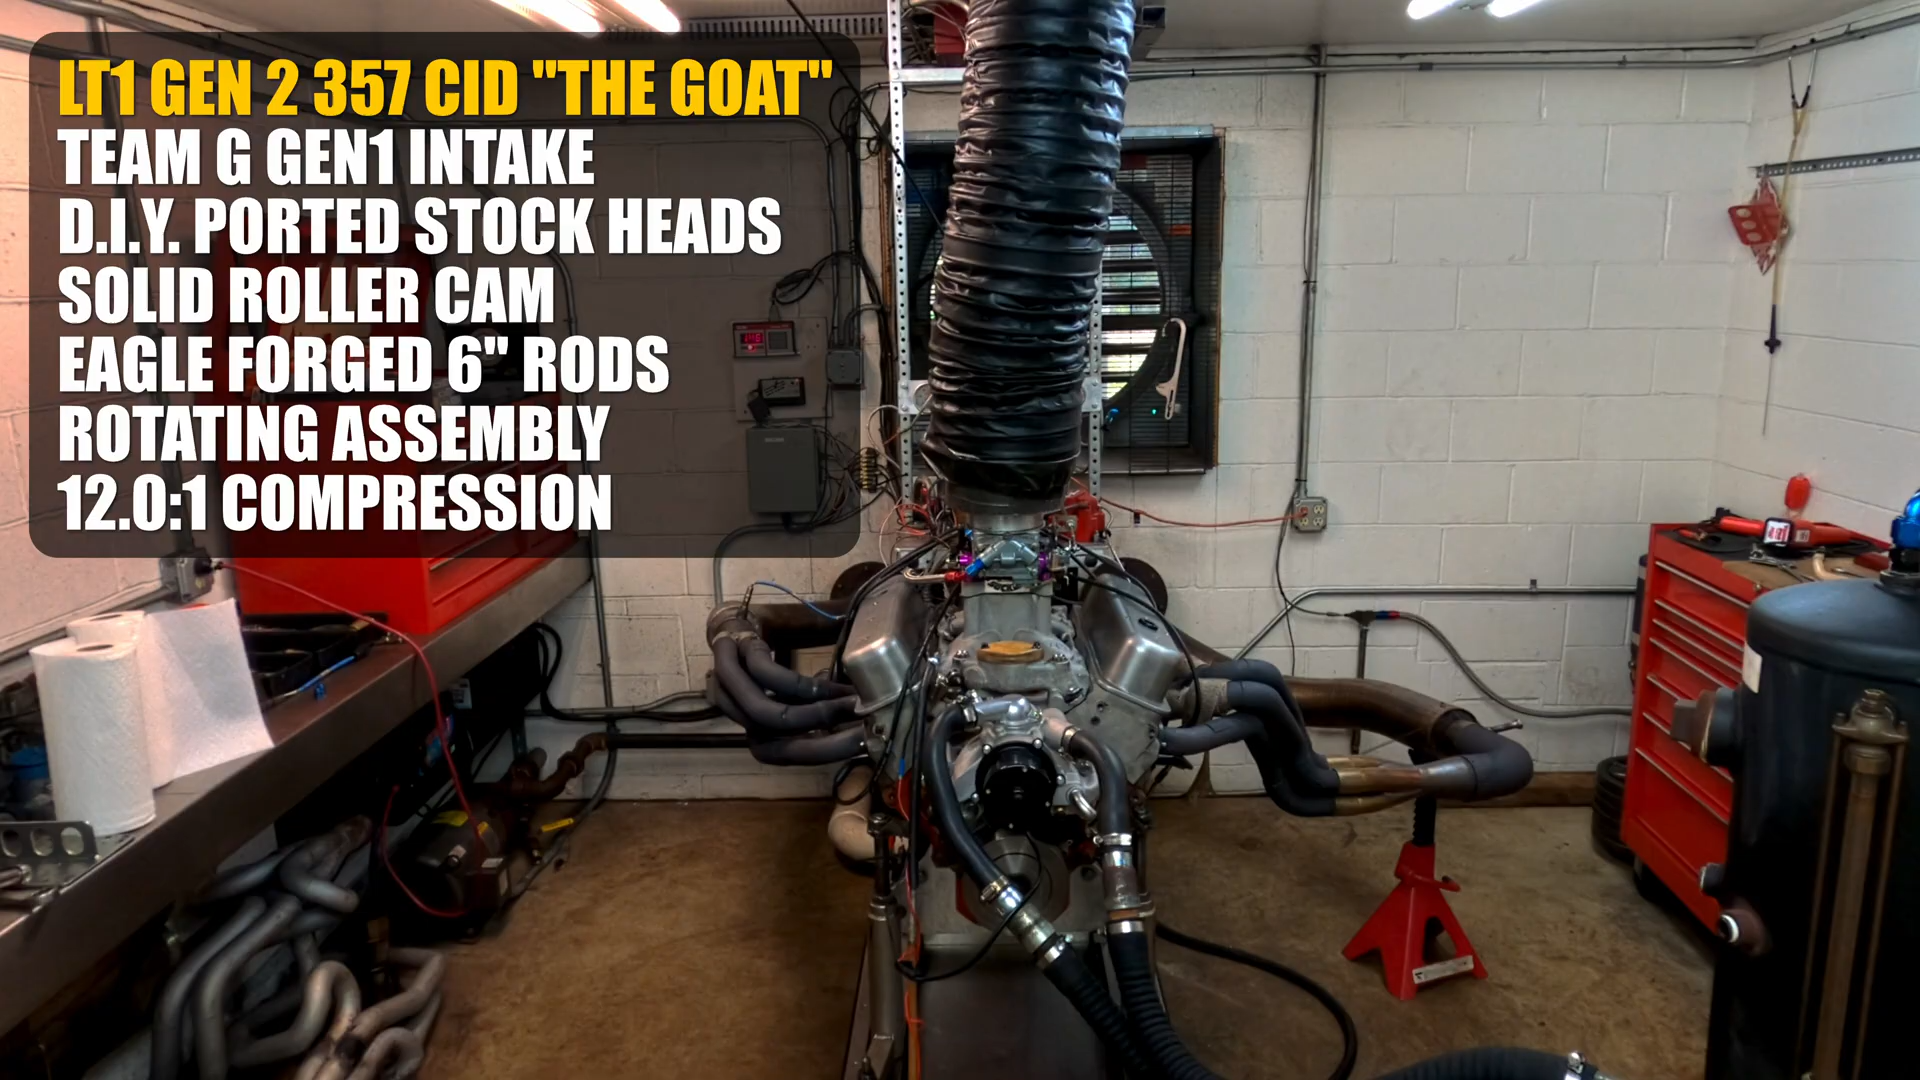 LT1 GEN 2 357 CID "THE GOAT"
TEAM G GEN1 INTAKE
D.I.Y. PORTED STOCK HEADS
SOLID ROLLER CAM
EAGLE FORGED 6" RODS
ROTATING ASSEMBLY
12.0:1 COMPRESSION